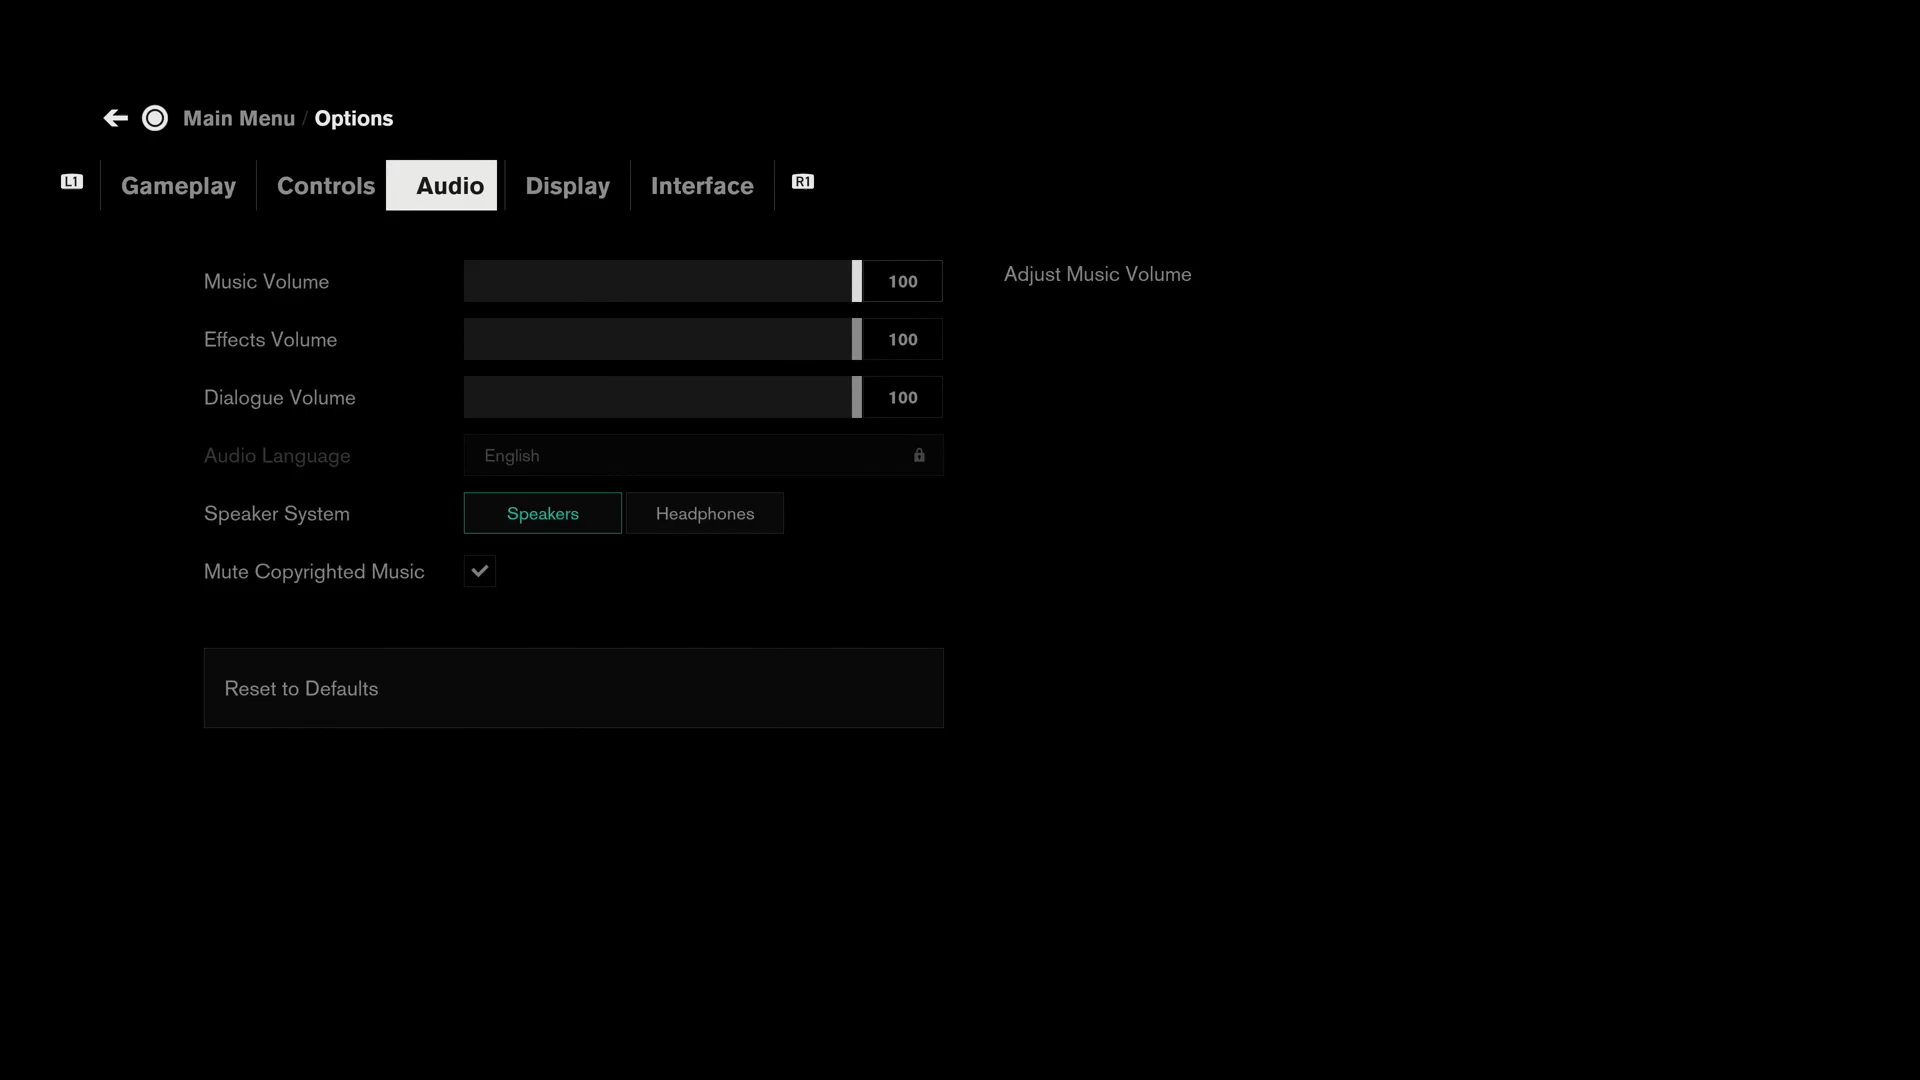 Main Menu / Options
L1 Gameplay Controls Audio Display Interface R1
Music Volume 100 Adjust Music Volume
Effects Volume 100
Dialogue Volume 100
Audio Language English
Speaker System Speakers Headphones
Mute Copyrighted Music
Reset to Defaults